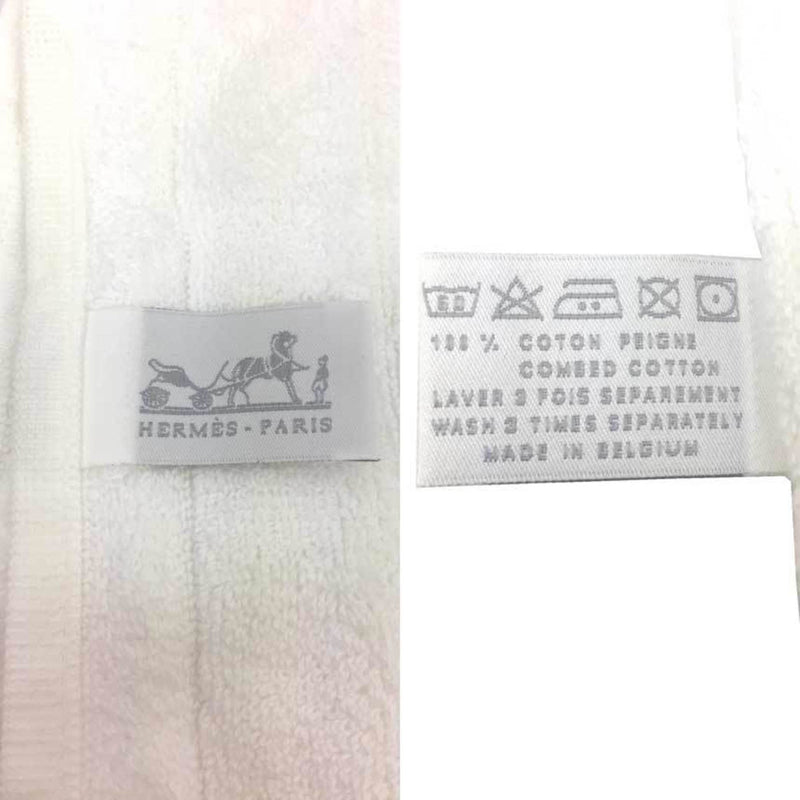 HERMÈS - PARIS
60
100 % COTON PEIGNE
COMBED COTTON
LAVER 3 FOIS SEPAREMENT
WASH 3 TIMES SEPARATELY
MADE IN BELGIUM